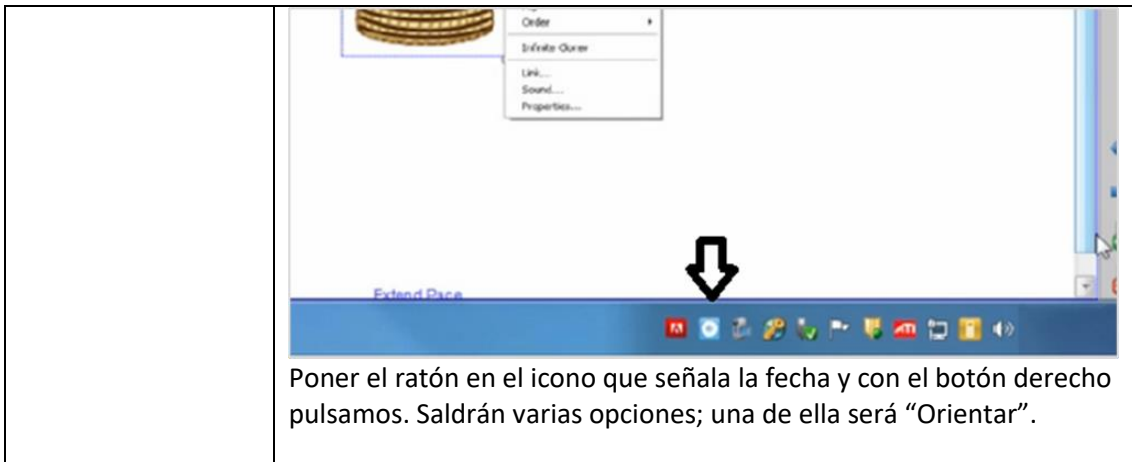 Order
Infinite Cloner
Link...
Sound...
Properties...
Extend Page
ATI
Poner el ratón en el icono que señala la fecha y con el botón derecho
pulsamos. Saldrán varias opciones; una de ella será “Orientar”.